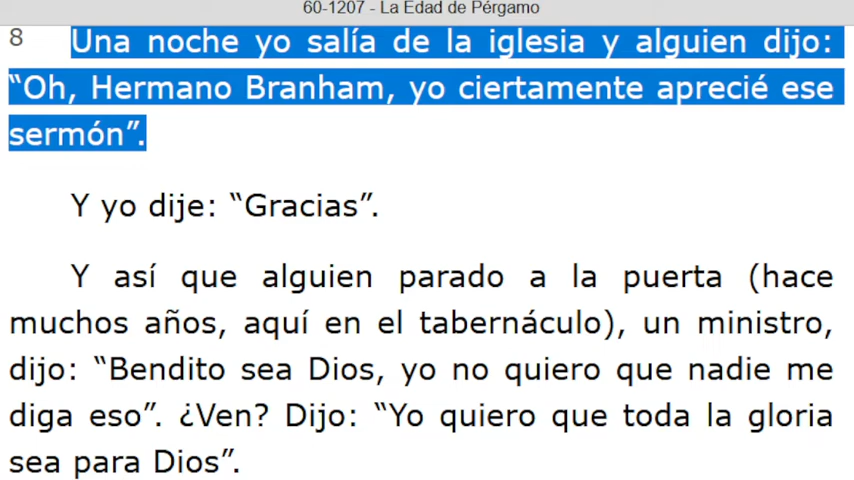 60-1207 - La Edad de Pérgamo
8 Una noche yo salía de la iglesia y alguien dijo:
“Oh, Hermano Branham, yo ciertamente aprecié ese
sermón”.
Y yo dije: “Gracias”.
Y así que alguien parado a la puerta (hace
muchos años, aquí en el tabernáculo), un ministro,
dijo: “Bendito sea Dios, yo no quiero que nadie me
diga eso”. ¿Ven? Dijo: “Yo quiero que toda la gloria
sea para Dios”.